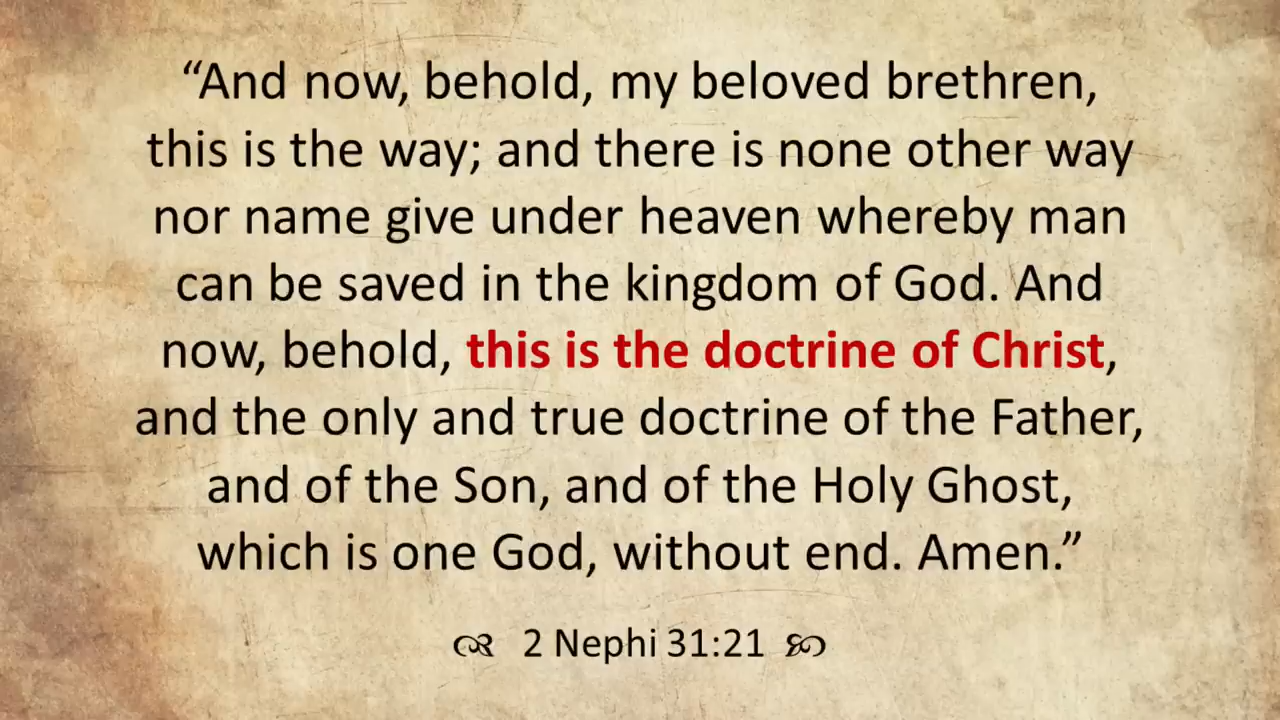 “And now, behold, my beloved brethren,
this is the way; and there is none other way
nor name give under heaven whereby man
can be saved in the kingdom of God. And
now, behold, this is the doctrine of Christ,
and the only and true doctrine of the Father,
and of the Son, and of the Holy Ghost,
which is one God, without end. Amen.”
2 Nephi 31:21